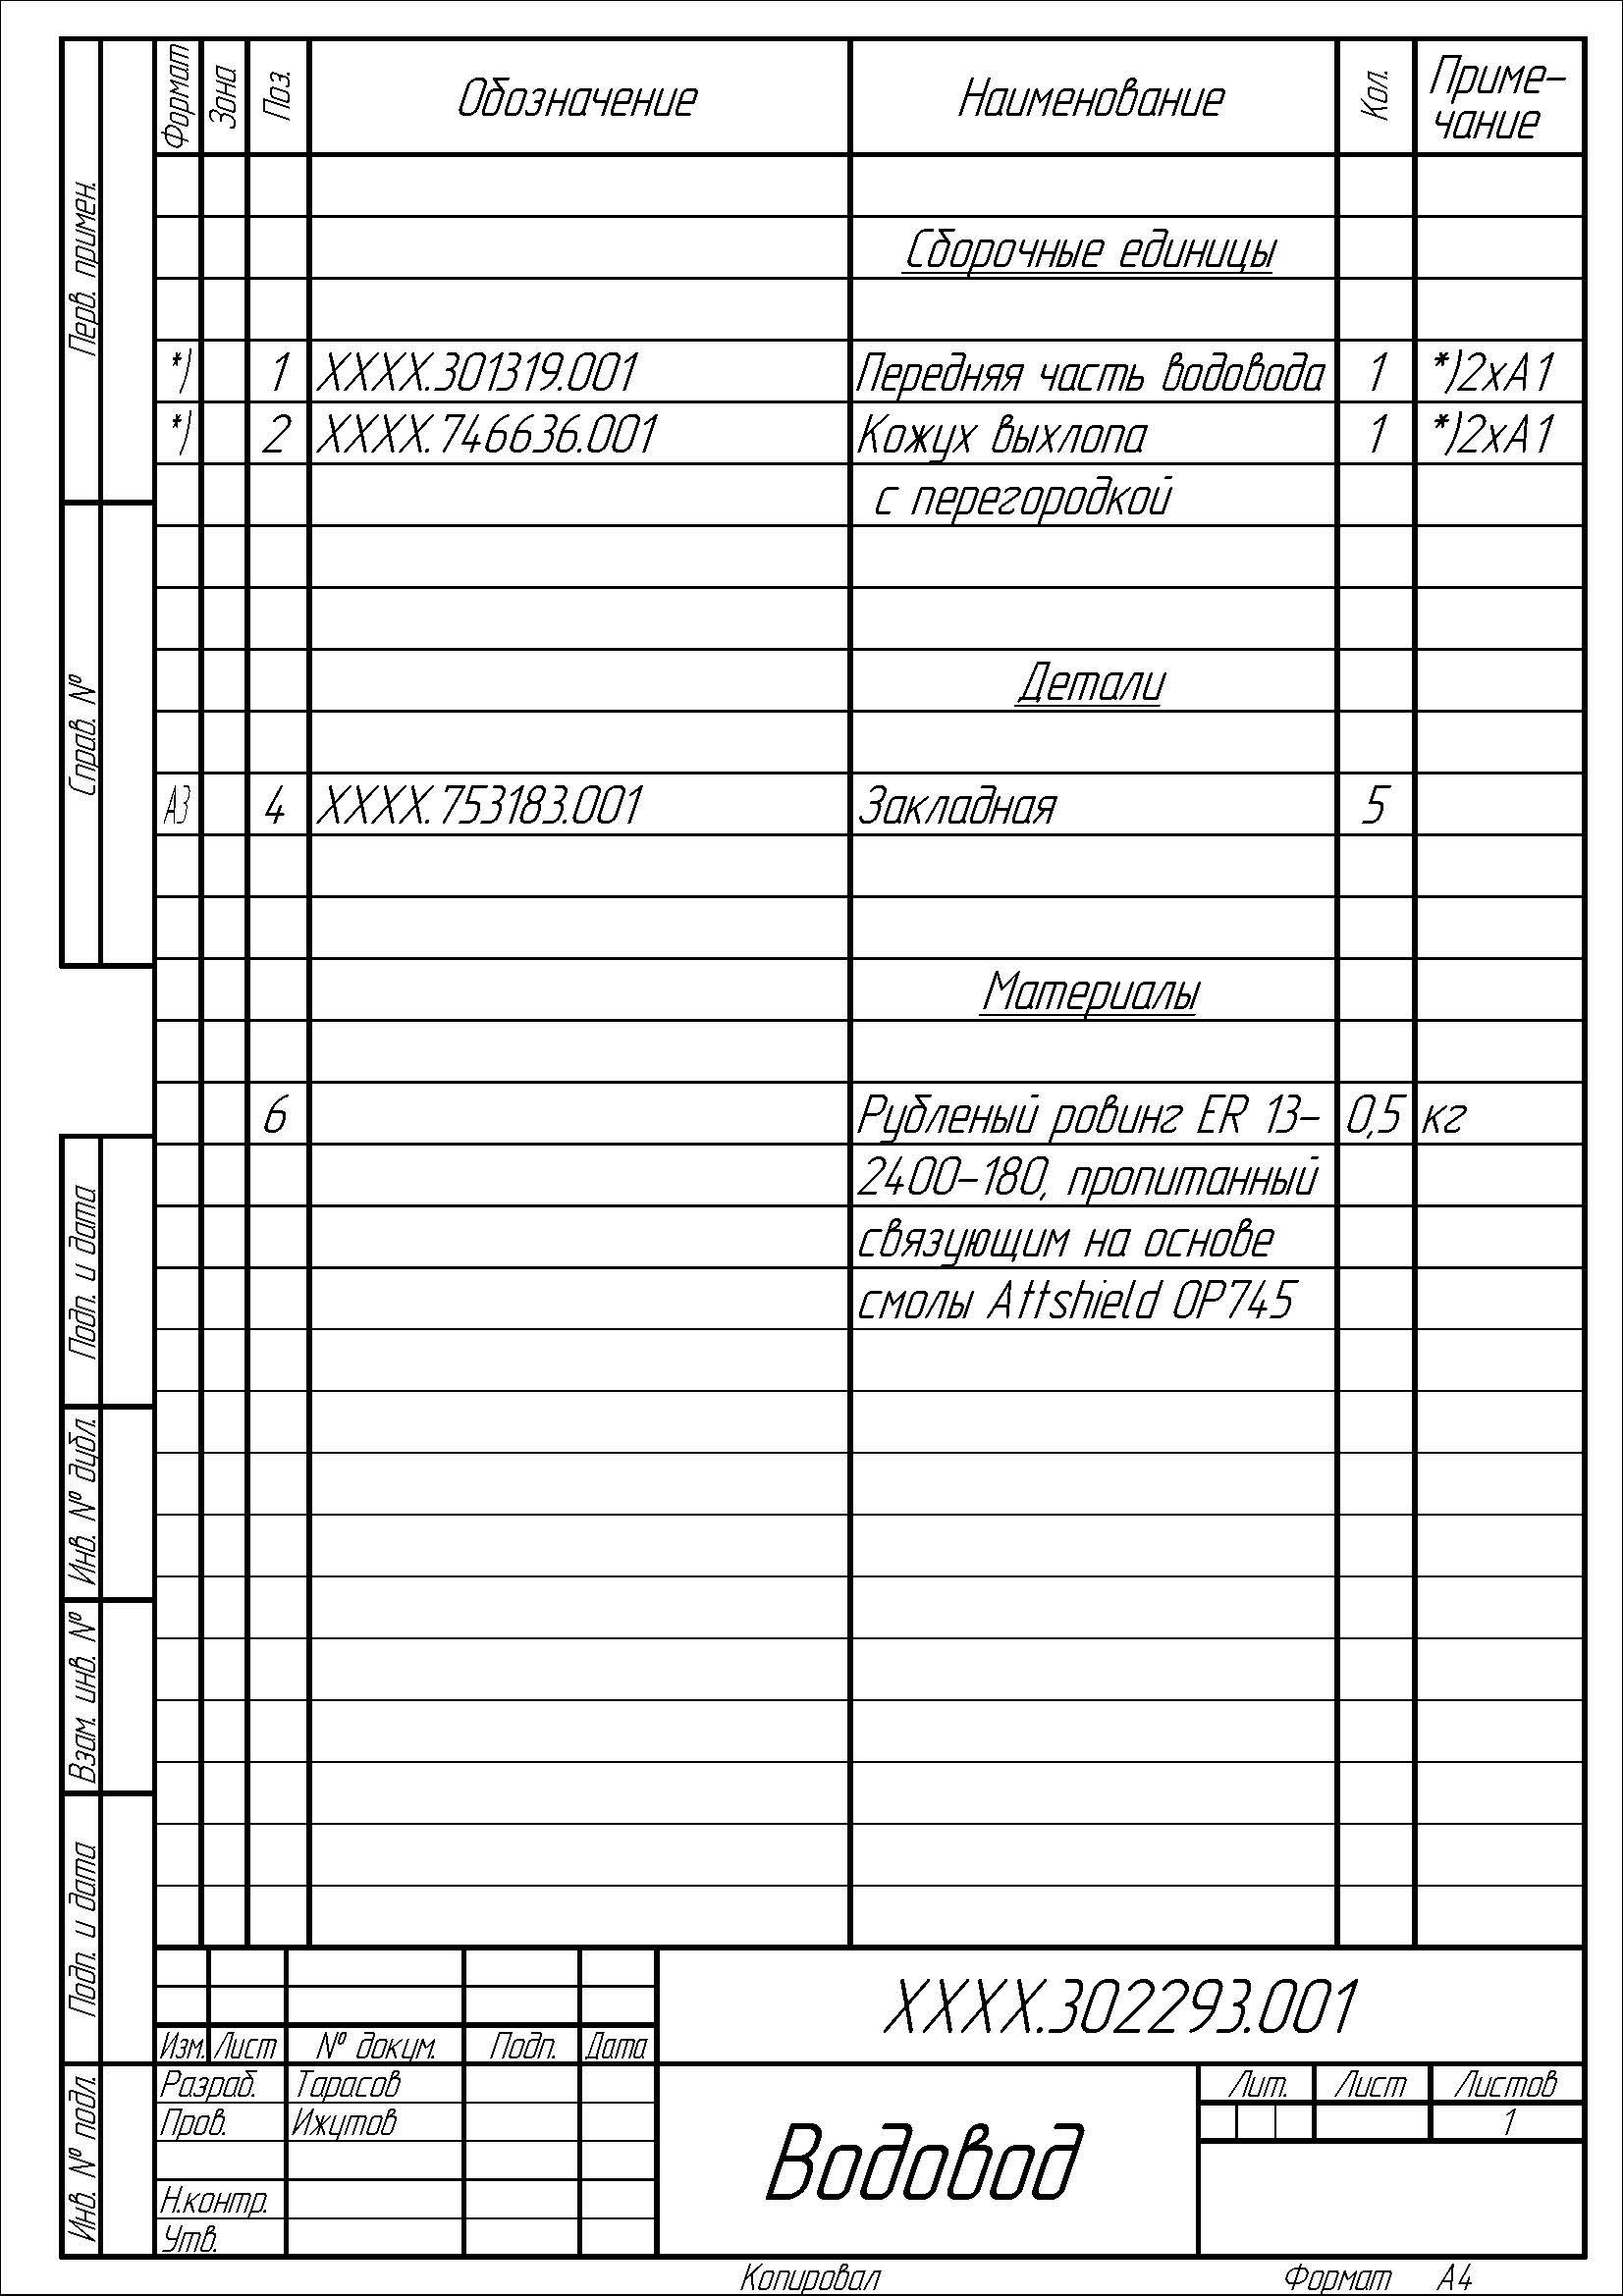 Перв. примен.
Справ. №
Подп. и дата
Инв. № дубл.
Взам. инв. №
Подп. и дата
Инв. № подл.
Формат Зона Поз. Обозначение Наименование Кол. Приме-
чание
Сборочные единицы
*) 1 XXXX.301319.001 Передняя часть водовода 1 *)2xA1
*) 2 XXXX.746636.001 Кожух выхлопа 1 *)2xA1
с перегородкой
Детали
А3 4 XXXX.753183.001 Закладная 5
Материалы
6 Рубленый ровинг ER 13- 0,5 кг
2400-180, пропитанный
связующим на основе
смолы Attshield OP745
XXXX.302293.001
Изм. Лист № докум. Подп. Дата
Разраб. Тарасов
Пров. Ижутов
Н.контр.
Утв.
Водовод
Лит. Лист Листов
1
Копировал Формат А4